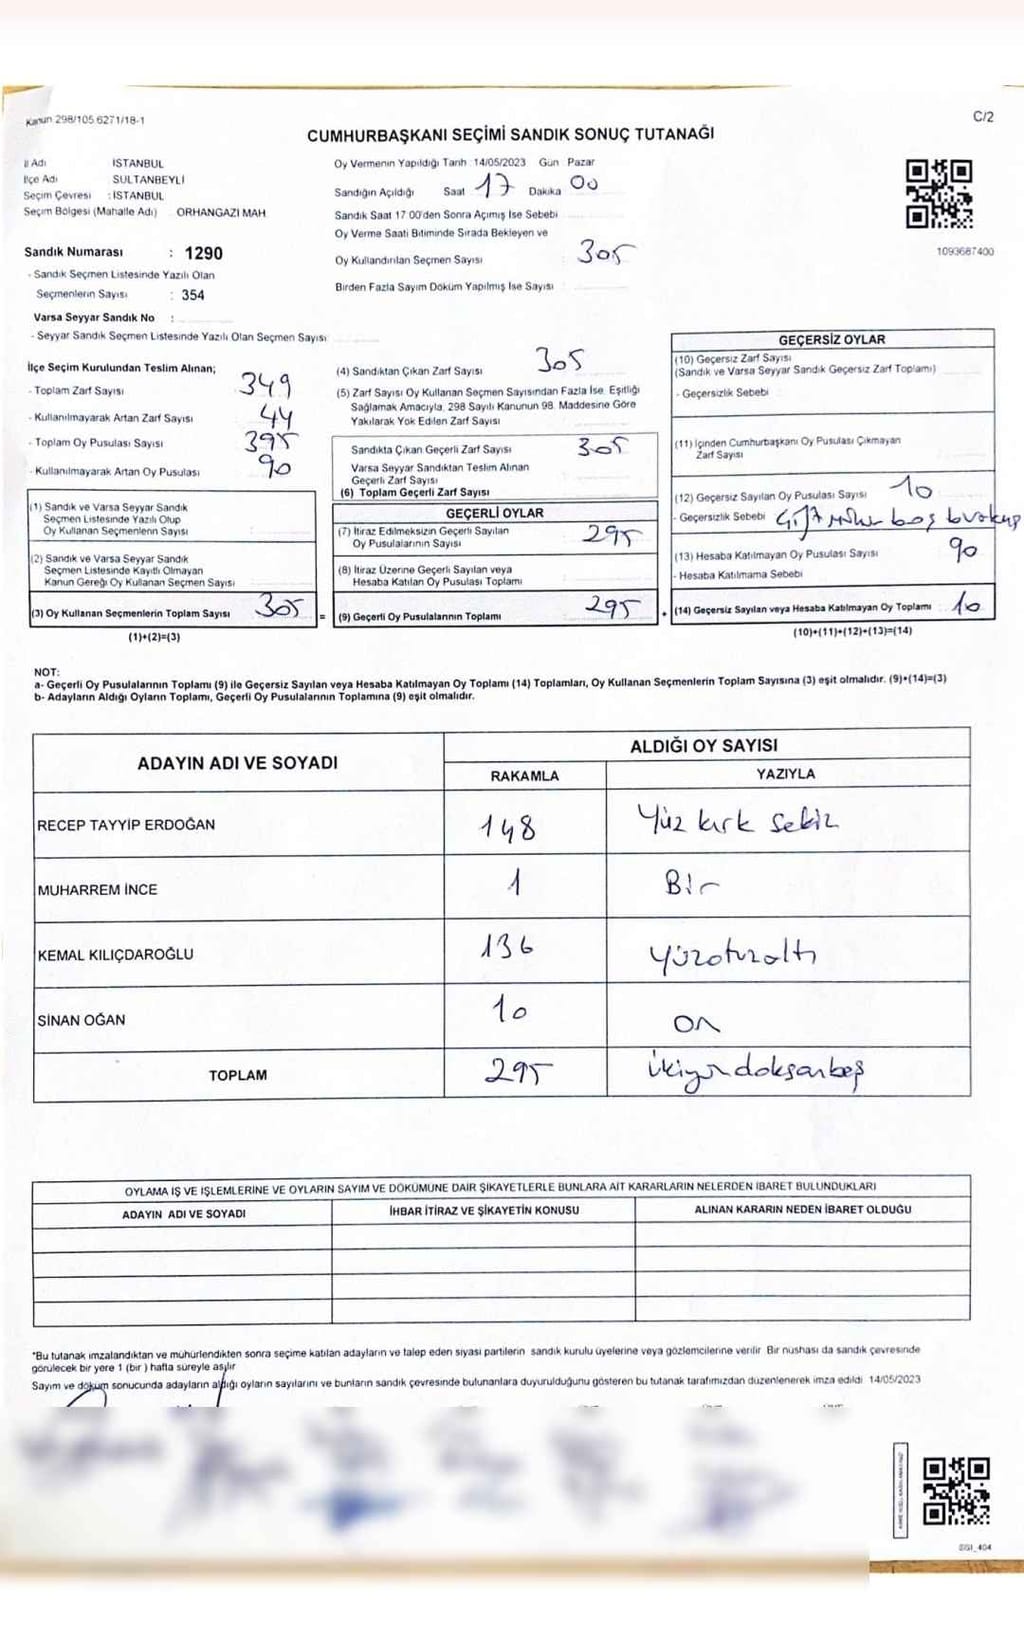 Kanun 298/105 6271/18-1
C/2
CUMHURBAŞKANI SEÇİMİ SANDIK SONUÇ TUTANAĞI
İl Adı İSTANBUL
İlçe Adı SULTANBEYLİ
Seçim Çevresi : İSTANBUL
Seçim Bölgesi (Mahalle Adı) ORHANGAZİ MAH
Sandık Numarası : 1290
- Sandık Seçmen Listesinde Yazılı Olan
Seçmenlerin Sayısı : 354
Varsa Seyyar Sandık No :
- Seyyar Sandık Seçmen Listesinde Yazılı Olan Seçmen Sayısı
Oy Vermenin Yapıldığı Tarih 14/05/2023 Gün Pazar
Sandığın Açıldığı Saat 17 Dakika 00
Sandık Saat 17 00'den Sonra Açımış İse Sebebi
Oy Verme Saati Bitiminde Sırada Bekleyen ve
Oy Kullandırılan Seçmen Sayısı 305
Birden Fazla Sayım Döküm Yapılmış İse Sayısı
1093687400
İlçe Seçim Kurulundan Teslim Alınan;
- Toplam Zarf Sayısı 349
- Kullanılmayarak Artan Zarf Sayısı 44
- Toplam Oy Pusulası Sayısı 395
- Kullanılmayarak Artan Oy Pusulası 90
(1) Sandık ve Varsa Seyyar Sandık
Seçmen Listesinde Yazılı Olup
Oy Kullanan Seçmenlerin Sayısı
(2) Sandık ve Varsa Seyyar Sandık
Seçmen Listesinde Kayıtlı Olmayan
Kanun Gereği Oy Kullanan Seçmen Sayısı
(3) Oy Kullanan Seçmenlerin Toplam Sayısı 305
(1)+(2)=(3)
(4) Sandıktan Çıkan Zarf Sayısı 305
(5) Zarf Sayısı Oy Kullanan Seçmen Sayısından Fazla İse, Eşitliği
Sağlamak Amacıyla, 298 Sayılı Kanunun 98. Maddesine Göre
Yakılarak Yok Edilen Zarf Sayısı
Sandıkta Çıkan Geçerli Zarf Sayısı 305
Varsa Seyyar Sandıktan Teslim Alınan
Geçerli Zarf Sayısı
(6) Toplam Geçerli Zarf Sayısı
GEÇERLİ OYLAR
(7) İtiraz Edilmeksizin Geçerli Sayılan
Oy Pusulalarının Sayısı 295
(8) İtiraz Üzerine Geçerli Sayılan veya
Hesaba Katılan Oy Pusulası Toplamı
= (9) Geçerli Oy Pusulalarının Toplamı 295
GEÇERSİZ OYLAR
(10) Geçersiz Zarf Sayısı
(Sandık ve Varsa Seyyar Sandık Geçersiz Zarf Toplamı)
- Geçersizlik Sebebi
(11) İçinden Cumhurbaşkanı Oy Pusulası Çıkmayan
Zarf Sayısı
(12) Geçersiz Sayılan Oy Pusulası Sayısı 10
- Geçersizlik Sebebi boş
(13) Hesaba Katılmayan Oy Pusulası Sayısı 90
- Hesaba Katılmama Sebebi
+ (14) Geçersiz Sayılan veya Hesaba Katılmayan Oy Toplamı 10
(10)+(11)+(12)+(13)=(14)
NOT:
a- Geçerli Oy Pusulalarının Toplamı (9) ile Geçersiz Sayılan veya Hesaba Katılmayan Oy Toplamı (14) Toplamları, Oy Kullanan Seçmenlerin Toplam Sayısına (3) eşit olmalıdır. (9)+(14)=(3)
b- Adayların Aldığı Oyların Toplamı, Geçerli Oy Pusulalarının Toplamına (9) eşit olmalıdır.
ADAYIN ADI VE SOYADI
ALDIĞI OY SAYISI
RAKAMLA YAZIYLA
RECEP TAYYİP ERDOĞAN 148 Yüz kırk sekiz
MUHARREM İNCE 1 Bir
KEMAL KILIÇDAROĞLU 136 Yüzotuzaltı
SİNAN OĞAN 10 On
TOPLAM 295 İkiyüzdoksanbeş
OYLAMA İŞ VE İŞLEMLERİNE VE OYLARIN SAYIM VE DÖKÜMÜNE DAİR ŞİKAYETLERLE BUNLARA AİT KARARLARIN NELERDEN İBARET BULUNDUKLARI
ADAYIN ADI VE SOYADI İHBAR İTİRAZ VE ŞİKAYETİN KONUSU ALINAN KARARIN NEDEN İBARET OLDUĞU
*Bu tutanak imzalandıktan ve mühürlendikten sonra seçime katılan adayların ve talep eden siyasi partilerin sandık kurulu üyelerine veya gözlemcilerine verilir Bir nüshası da sandık çevresinde
görülecek bir yere 1 (bir ) hafta süreyle asılır
Sayım ve döküm sonucunda adayların aldığı oyların sayılarını ve bunların sandık çevresinde bulunanlara duyurulduğunu gösteren bu tutanak tarafımızdan düzenlenerek imza edildi 14/05/2023